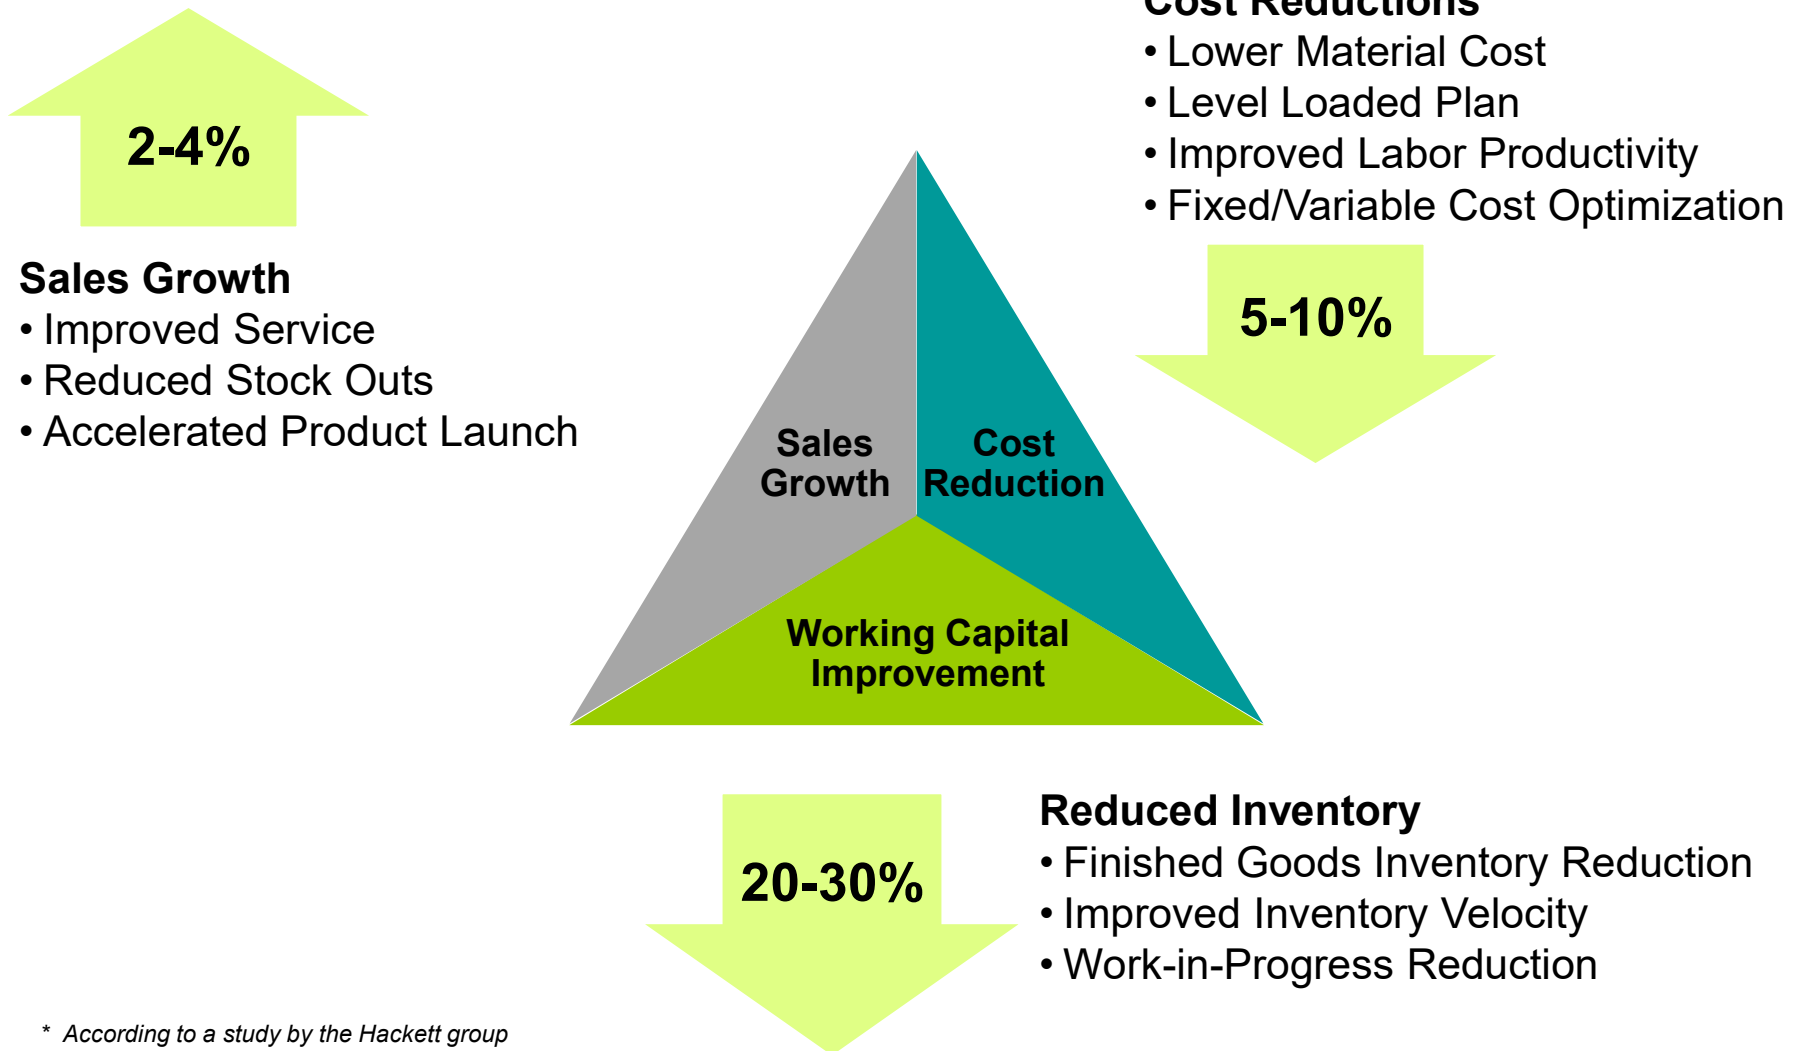 2-4%
Sales Growth
• Improved Service
• Reduced Stock Outs
• Accelerated Product Launch
Cost Reductions
• Lower Material Cost
• Level Loaded Plan
• Improved Labor Productivity
• Fixed/Variable Cost Optimization
5-10%
Sales
Growth
Cost
Reduction
Working Capital
Improvement
20-30%
Reduced Inventory
• Finished Goods Inventory Reduction
• Improved Inventory Velocity
• Work-in-Progress Reduction
* According to a study by the Hackett group